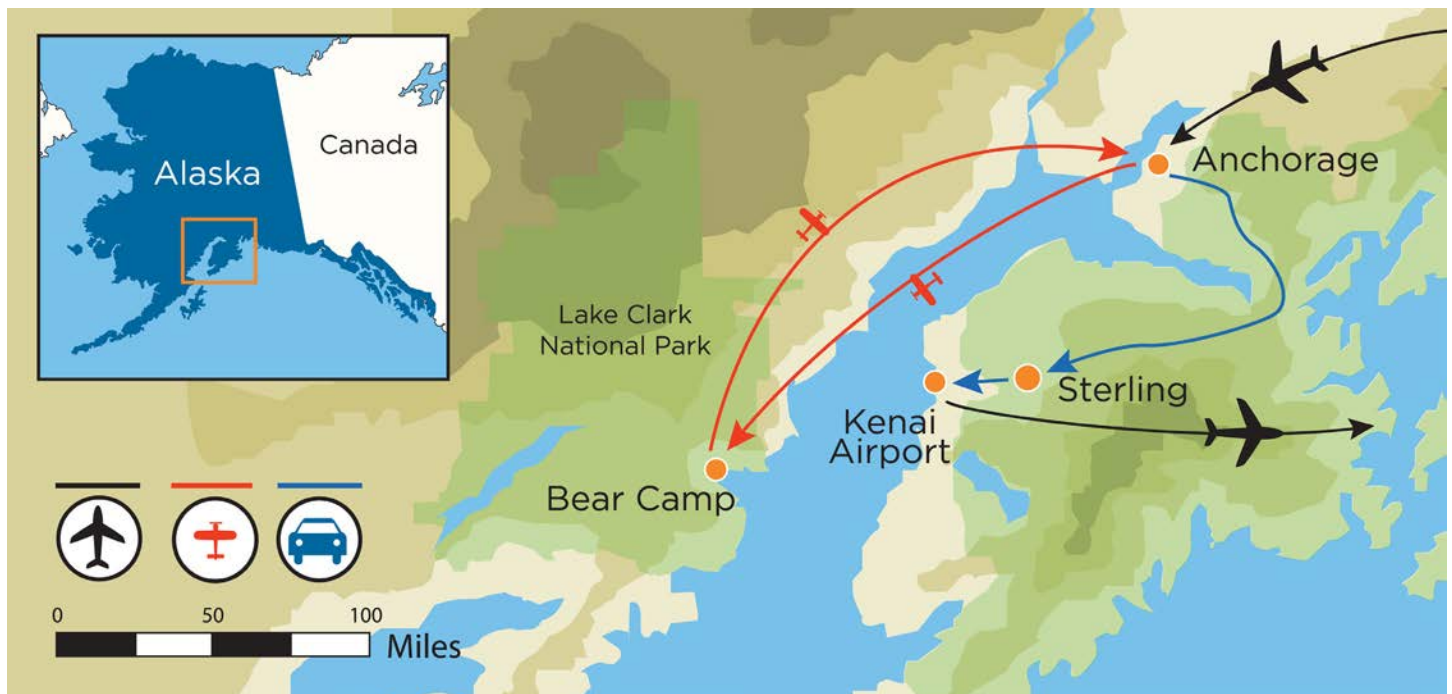 Canada
Alaska
Anchorage
Lake Clark
National Park
Sterling
Kenai
Airport
Bear Camp
0 50 100
Miles